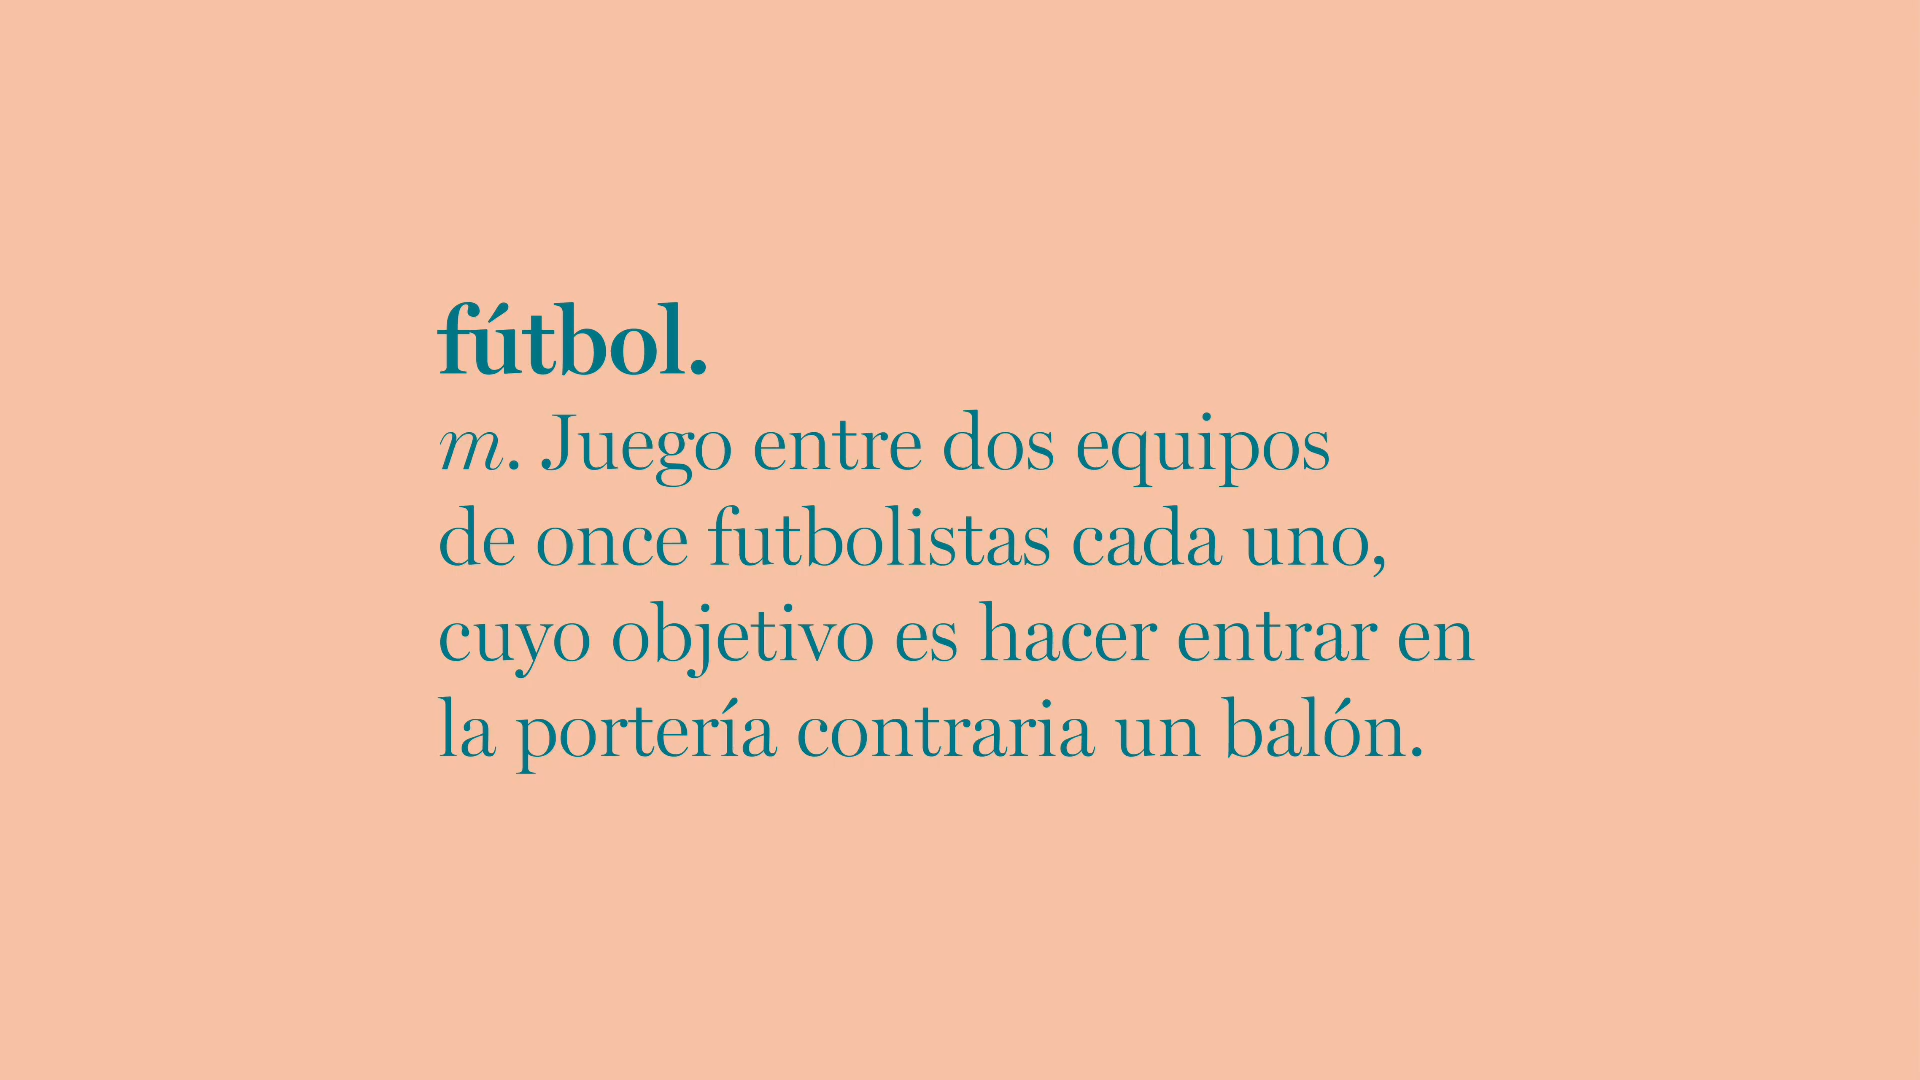 fútbol.
m. Juego entre dos equipos
de once futbolistas cada uno,
cuyo objetivo es hacer entrar en
la portería contraria un balón.